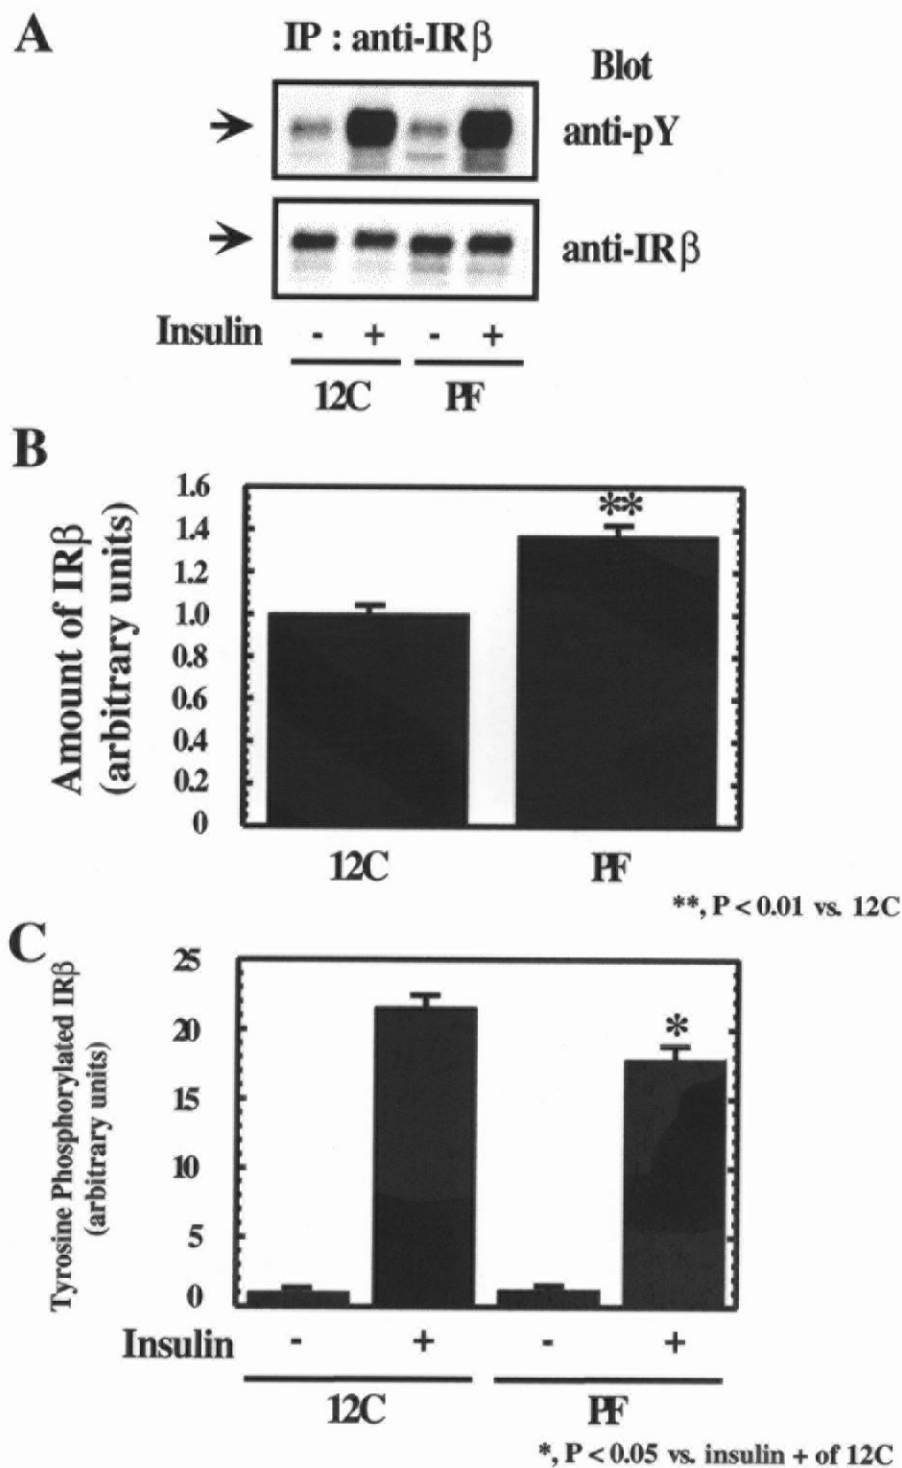 A
IP : anti-IRβ
Blot
anti-pY
anti-IRβ
Insulin - + - +
12C PF
B
Amount of IRβ
(arbitrary units)
1.6
1.4
1.2
1.0
0.8
0.6
0.4
0.2
0
**
12C PF
**, P < 0.01 vs. 12C
C
Tyrosine Phosphorylated IRβ
(arbitrary units)
25
20
15
10
5
0
*
Insulin - + - +
12C PF
*, P < 0.05 vs. insulin + of 12C